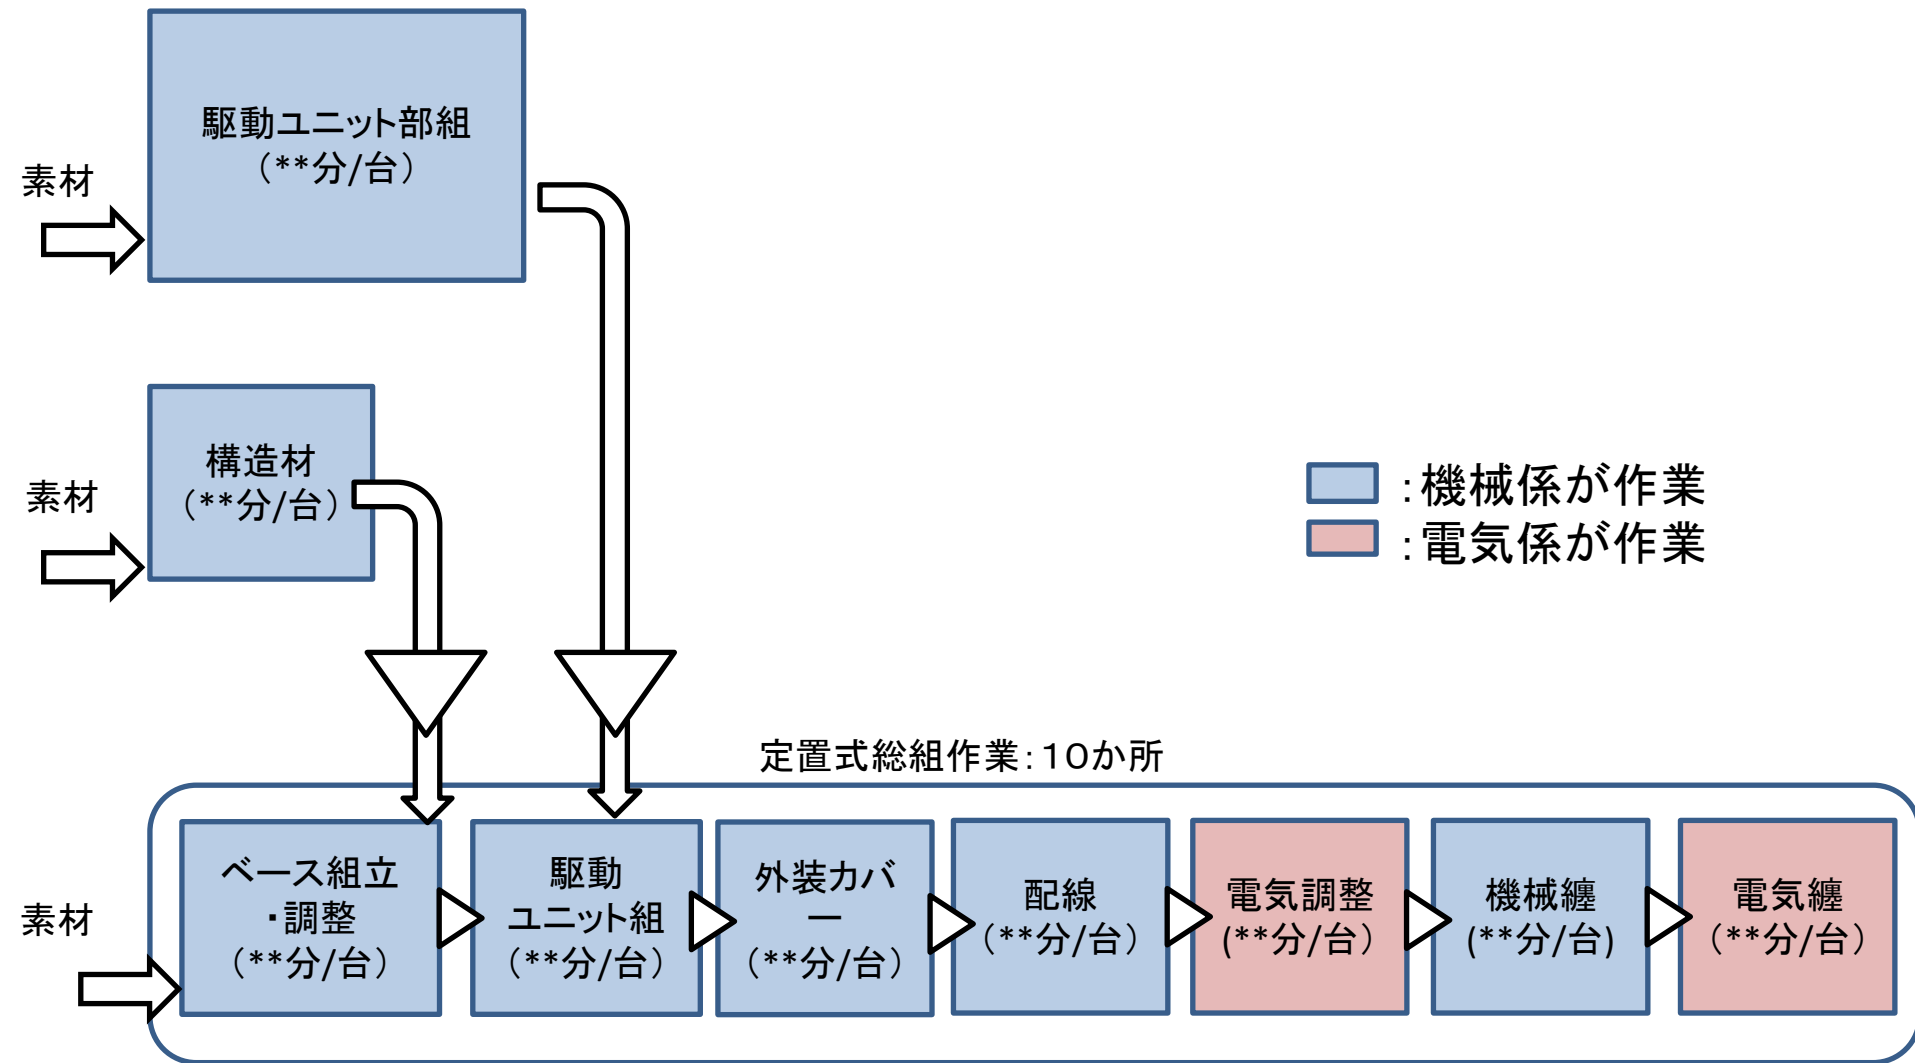 駆動ユニット部組
（**分/台）
素材
構造材
（**分/台）
素材
：機械係が作業
：電気係が作業
定置式総組作業：１０か所
ベース組立
・調整
（**分/台）
駆動
ユニット組
（**分/台）
外装カバ
ー
（**分/台）
配線
（**分/台）
電気調整
(**分/台）
機械纏
(**分/台)
電気纏
（**分/台）
素材